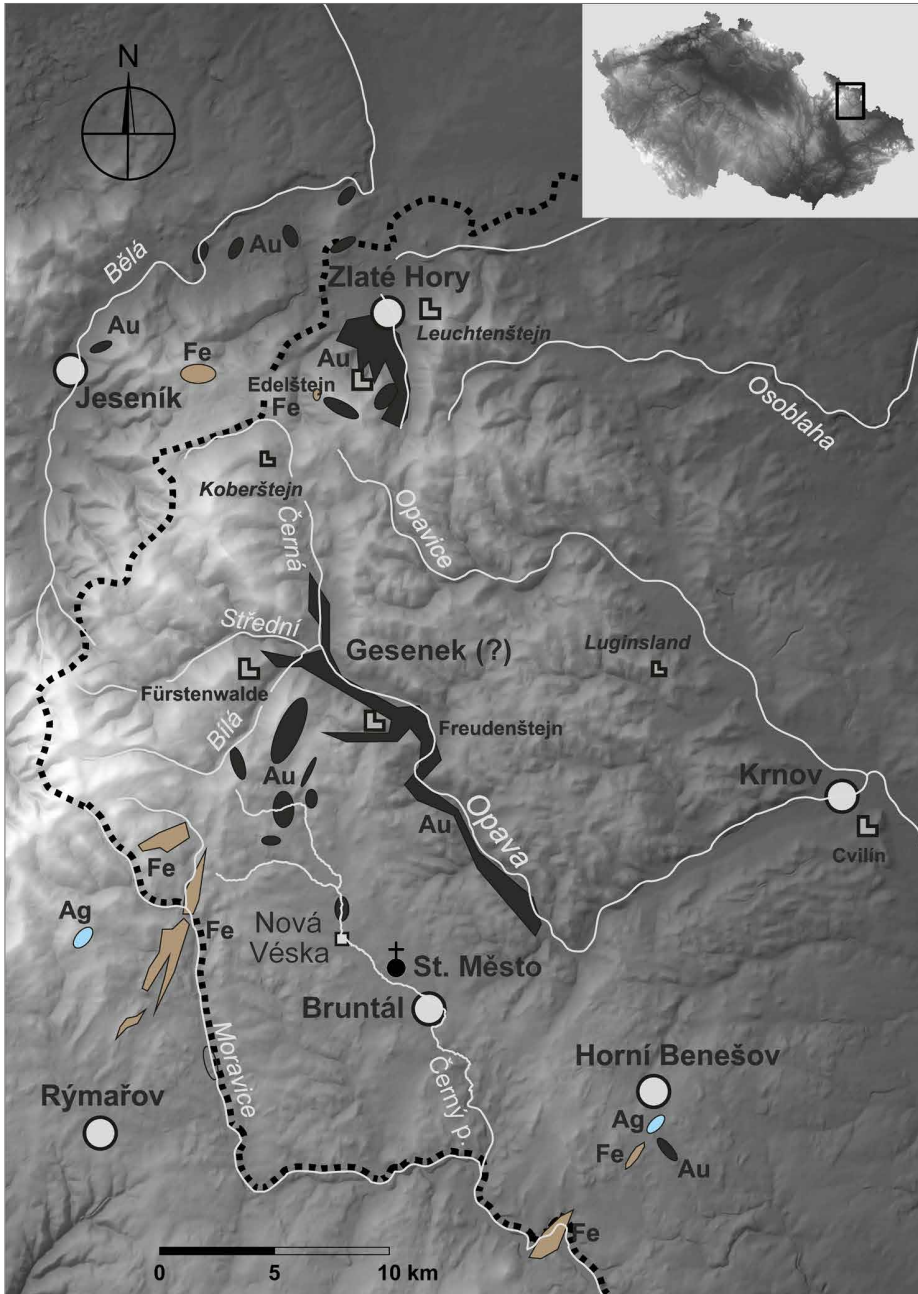 N
Bělá
Au
Zlaté Hory
Leuchtenštejn
Au
Fe
Au
Jeseník
Edelštejn
Fe
Osoblaha
Koberštejn
Opavice
Černá
Střední
Gesenek (?)
Luginsland
Fürstenwalde
Freudenštejn
Bílá
Au
Krnov
Opava
Au
Cvilín
Fe
Ag
Fe
Nová
Véska
St. Město
Bruntál
Moravice
Horní Benešov
Černý p.
Rýmařov
Ag
Fe
Au
Fe
0 5 10 km